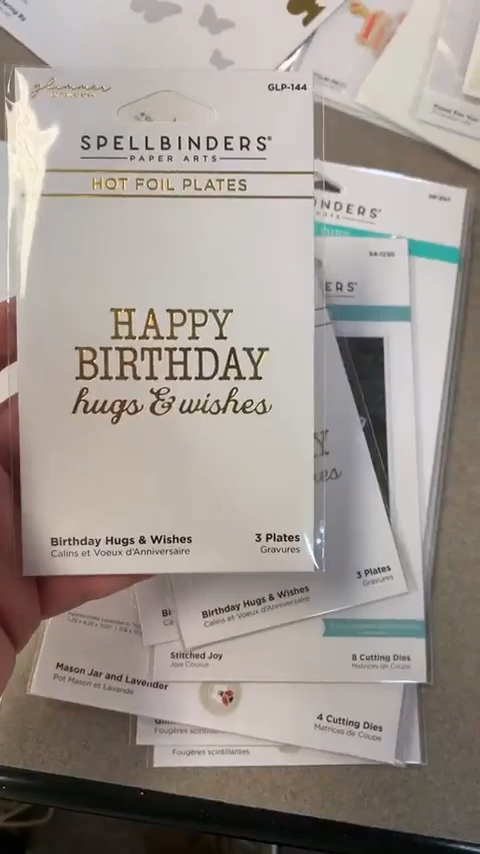 glimmer
GLP-144
SPELLBINDERS®
PAPER ARTS
HOT FOIL PLATES
HAPPY
BIRTHDAY
hugs & wishes
Birthday Hugs & Wishes
3 Plates
Calins et Voeux d'Anniversaire
Gravures
NDERS
ERS
Birthday Hugs & Wishes
3 Plates
Calins et Voeux d'Anniversaire
Gravures
Stitched Joy
8 Cutting Dies
Joie Cousue
Matrices de Coupe
Mason Jar and Lavender
Pot Mason et Lavande
4 Cutting Dies
Matrices de Coupe
Fougères scintillantes